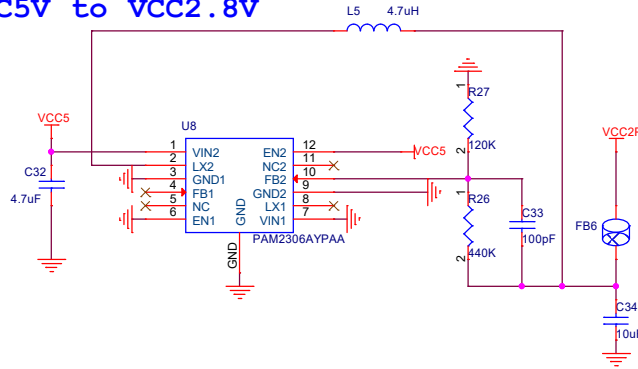 C5V to VCC2.8V
L5 4.7uH
R27
120K
VCC5
U8
C32
4.7uF
1 VIN2 EN2 12 VCC5
2 LX2 NC2 11
3 GND1 FB2 10
4 FB1 GND2 9
5 NC LX1 8
6 EN1 VIN1 7
GND
PAM2306AYPAA
GND
1
2
1
2
R26
440K
C33
100pF
VCC2
FB6
C34